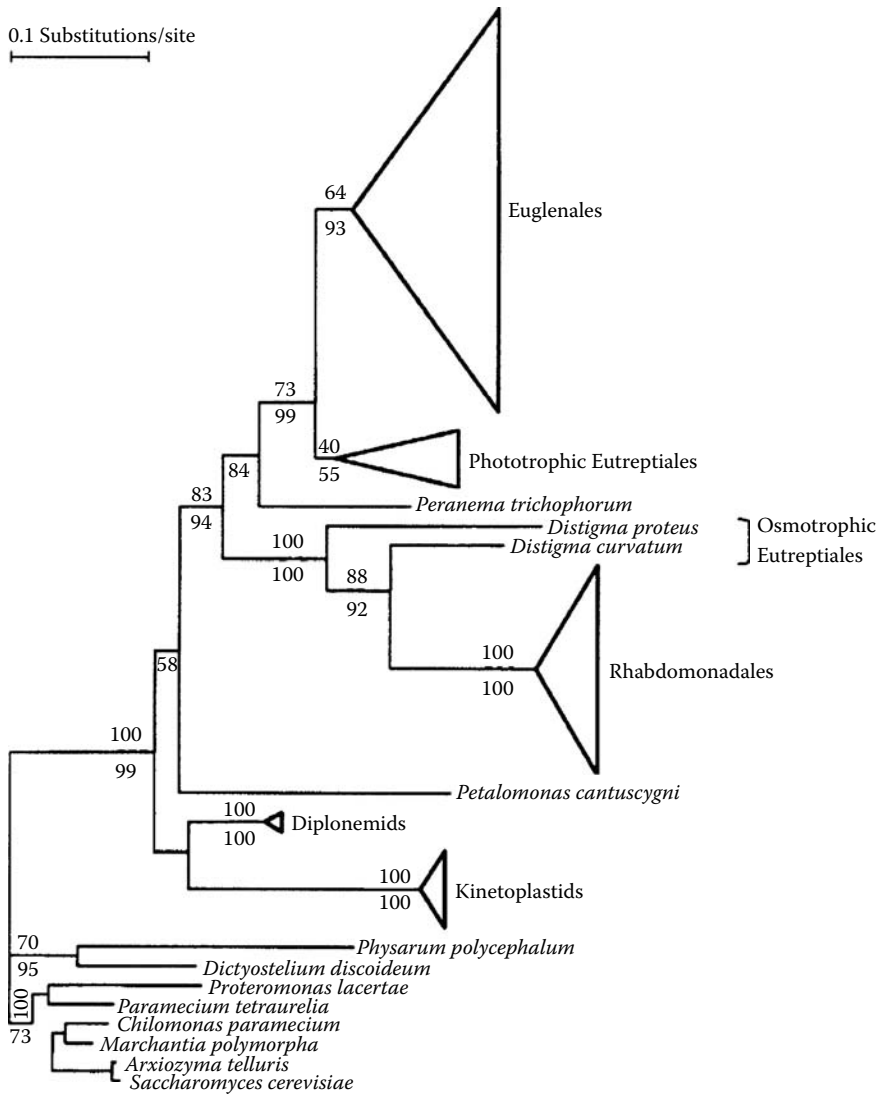 0.1 Substitutions/site
64
93
Euglenales
73
99
40
55
Phototrophic Eutreptiales
84
83
94
Peranema trichophorum
Distigma proteus
Distigma curvatum
Osmotrophic
Eutreptiales
100
100
88
92
100
100
Rhabdomonadales
58
100
99
Petalomonas cantuscygni
100
100
Diplonemids
100
100
Kinetoplastids
70
95
Physarum polycephalum
Dictyostelium discoideum
100
73
Proteromonas lacertae
Paramecium tetraurelia
Chilomonas paramecium
Marchantia polymorpha
Arxiozyma telluris
Saccharomyces cerevisiae